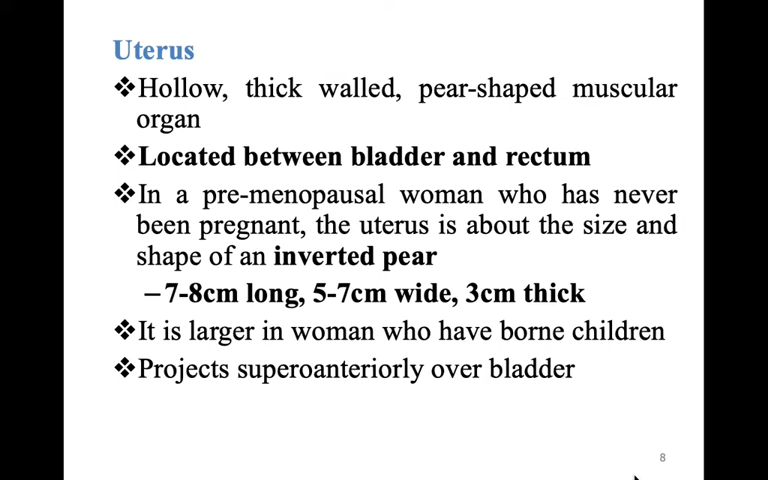 Uterus
❖Hollow, thick walled, pear-shaped muscular
organ
❖Located between bladder and rectum
❖In a pre-menopausal woman who has never
been pregnant, the uterus is about the size and
shape of an inverted pear
–7-8cm long, 5-7cm wide, 3cm thick
❖It is larger in woman who have borne children
❖Projects superoanteriorly over bladder
8